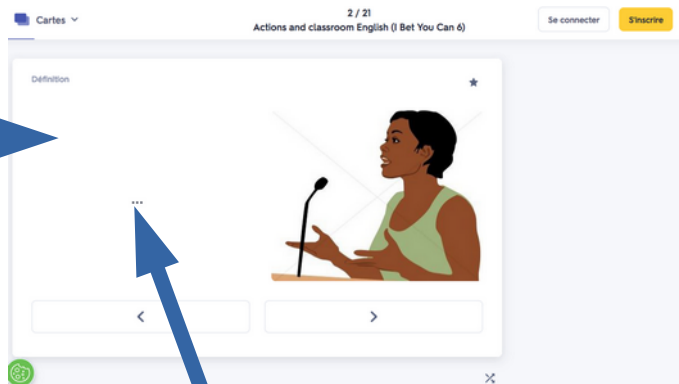 Cartes
2 / 21
Actions and classroom English (I Bet You Can 6)
Se connecter
S'inscrire
Définition
...